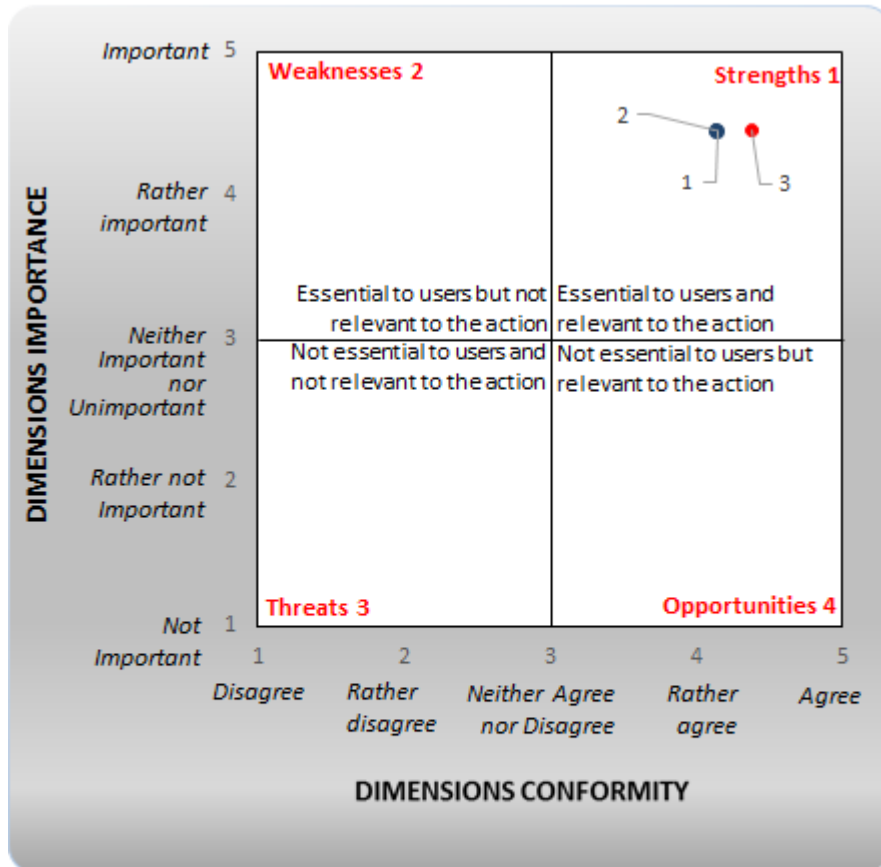 Important 5
Weaknesses 2
Strengths 1
2
1
3
Rather
important
4
DIMENSIONS IMPORTANCE
Essential to users but not
relevant to the action
Essential to users and
relevant to the action
Neither
Important
nor
Unimportant
3
Not essential to users and
not relevant to the action
Not essential to users but
relevant to the action
Rather not
Important
2
Threats 3
Opportunities 4
Not
Important
1
1
2
3
4
5
Disagree
Rather
disagree
Neither Agree
nor Disagree
Rather
agree
Agree
DIMENSIONS CONFORMITY